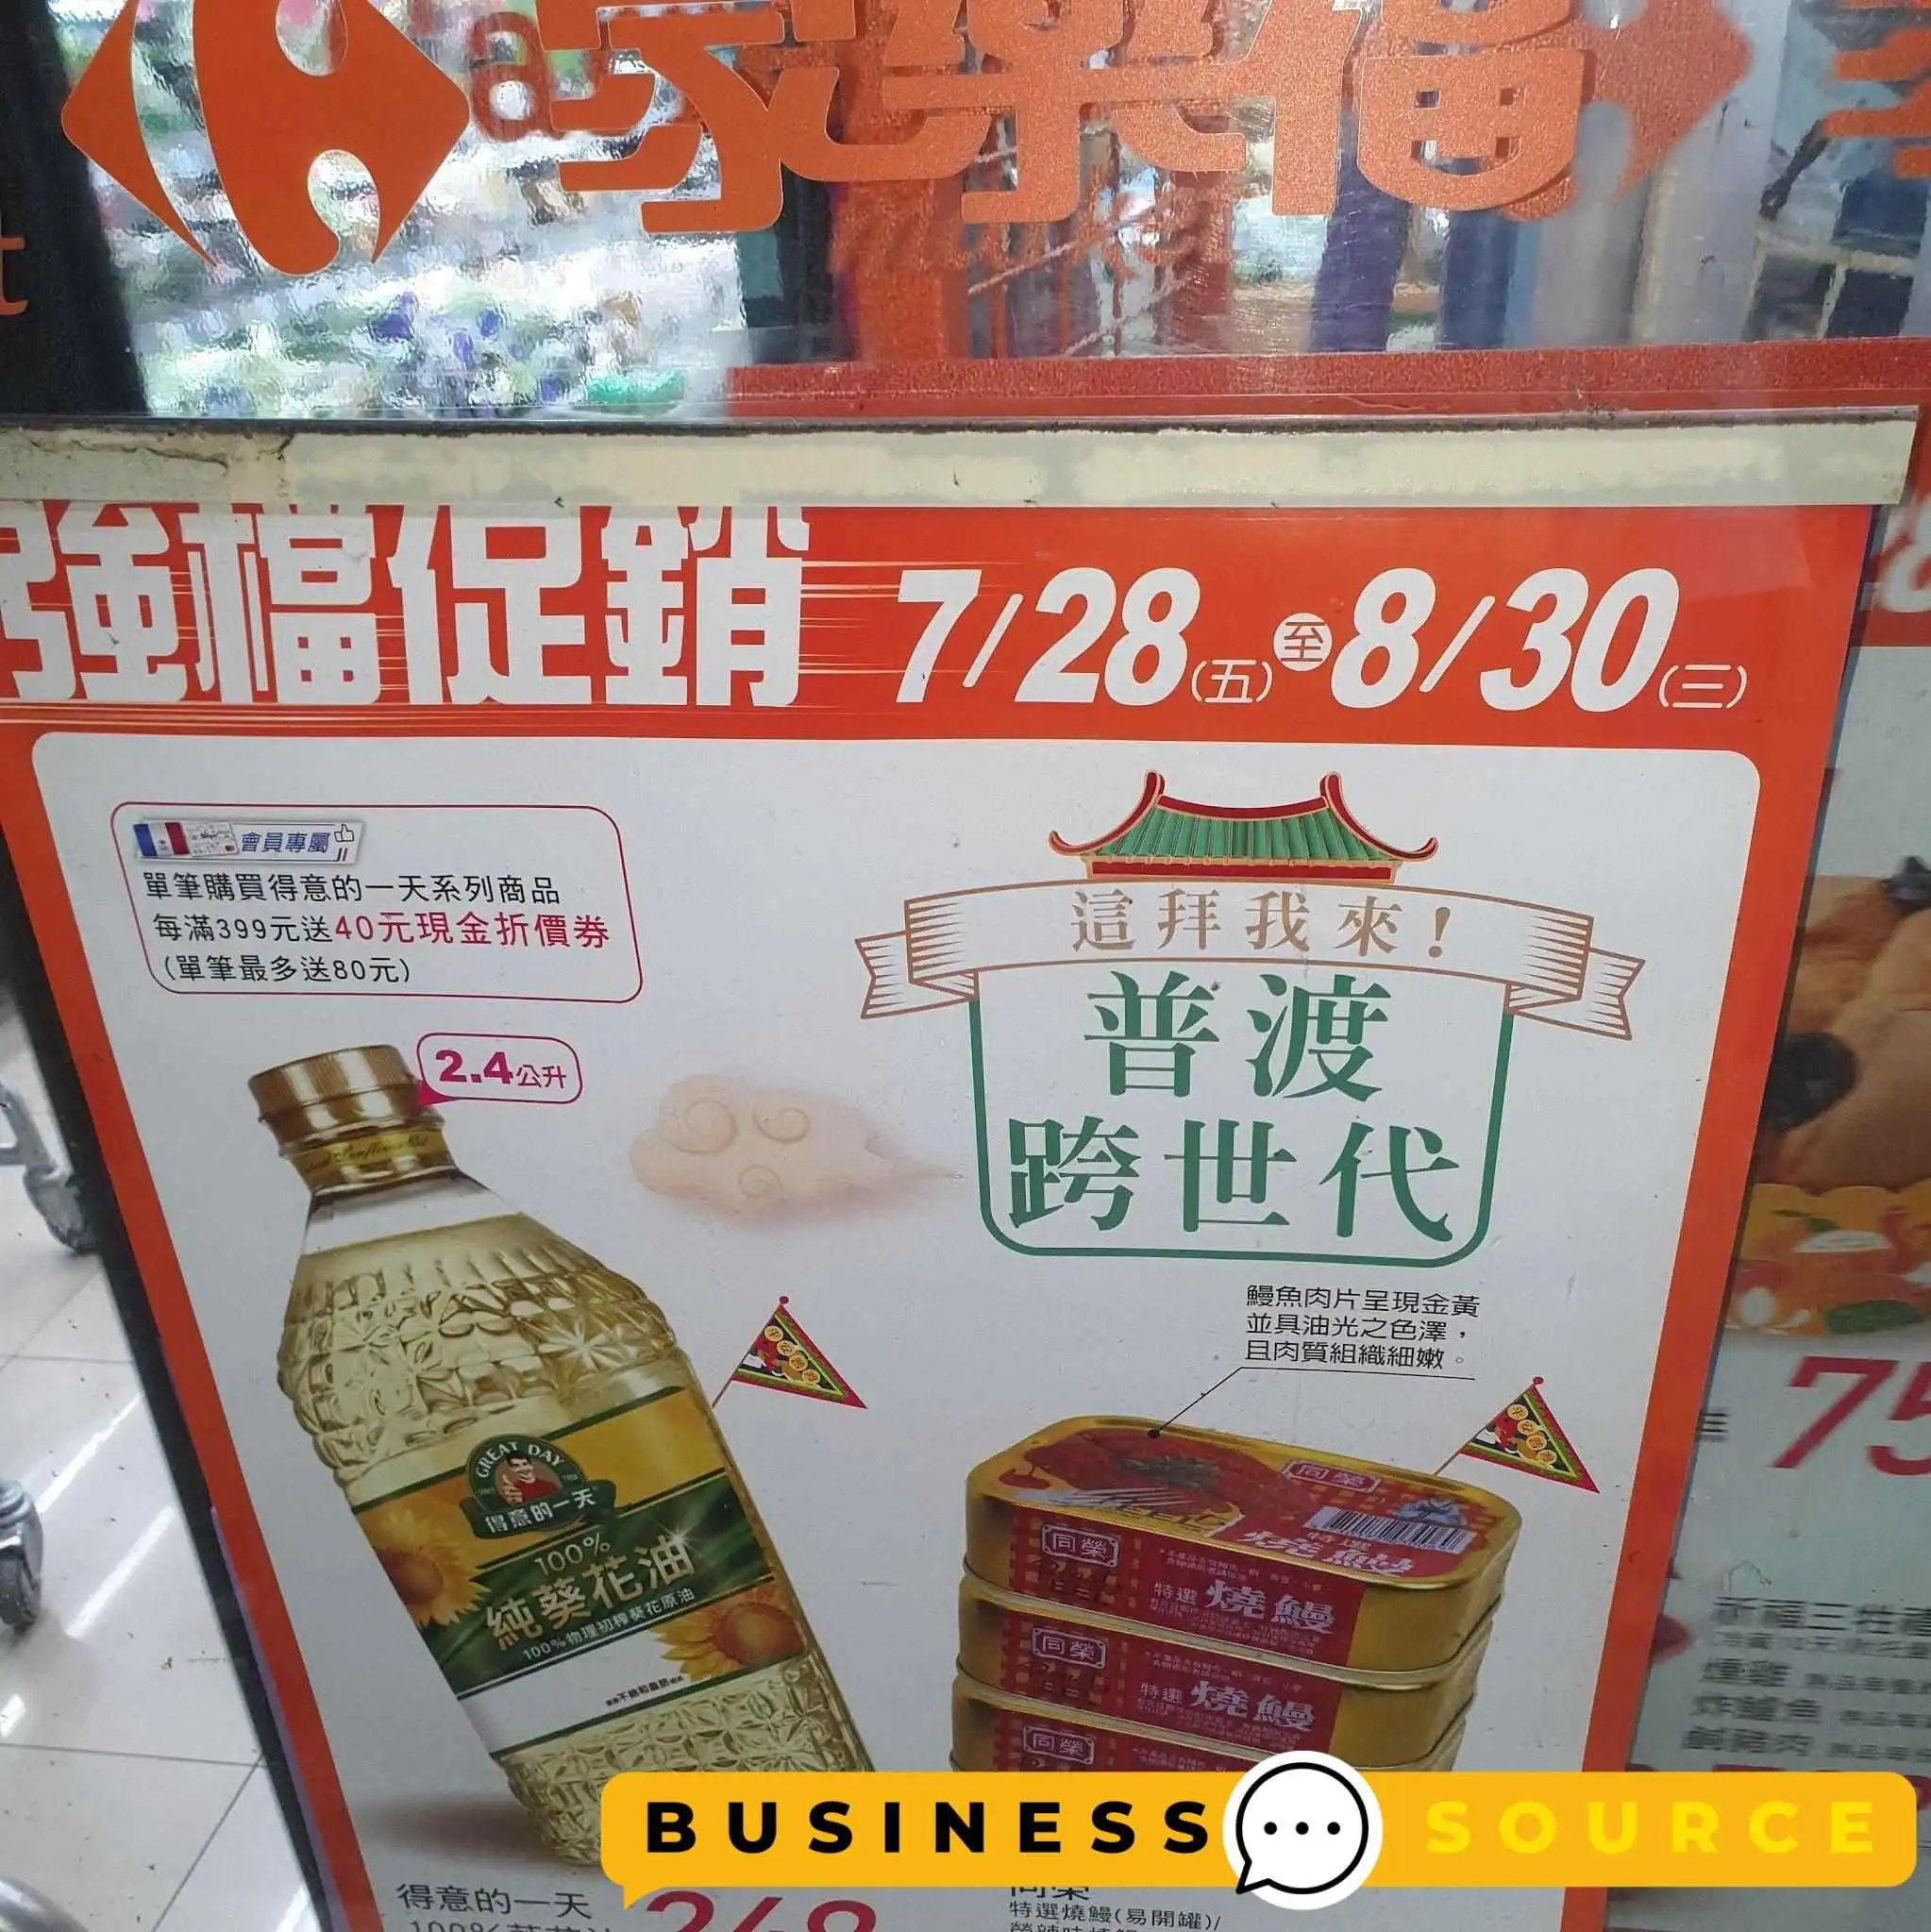 家樂福
強檔促銷 7/28(五)至8/30(三)
會員專屬
單筆購買得意的一天系列商品
每滿399元送40元現金折價券
(單筆最多送80元)
這拜我來!
普渡
跨世代
2.4公升
鰻魚肉片呈現金黃
並具油光之色澤，
且肉質組織細嫩。
GREAT DAY
得意的一天
100%
純葵花油
100%物理初榨葵花原油
同榮
特選
燒鰻
同榮
特選 燒鰻
同榮
特選 燒鰻
同榮
75
BUSINESS SOURCE
得意的一天
248
同榮
特選燒鰻(易開罐)/